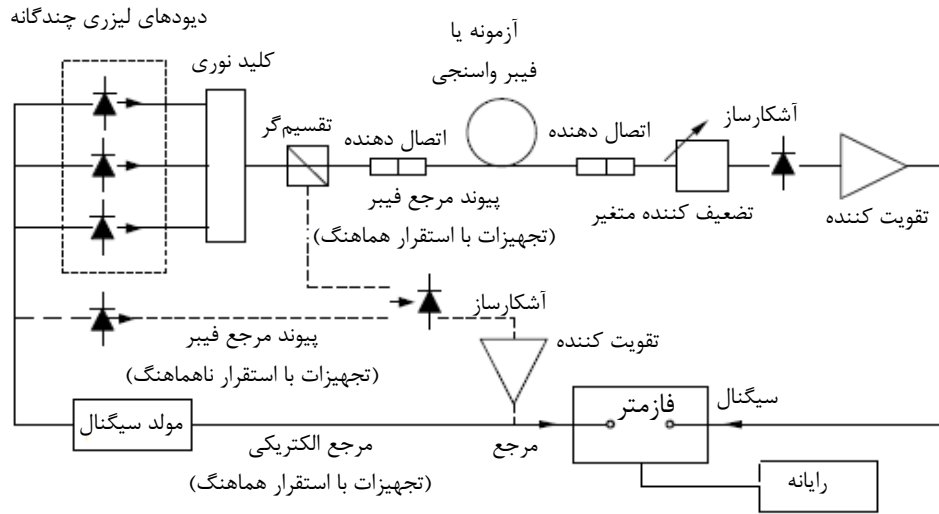 دیودهای لیزری چندگانه
کلید نوری
تقسیم‌گر
اتصال دهنده
آزمونه یا
فیبر واسنجی
اتصال دهنده
آشکارساز
تضعیف کننده متغیر
تقویت کننده
پیوند مرجع فیبر
(تجهیزات با استقرار هماهنگ)
آشکارساز
پیوند مرجع فیبر
(تجهیزات با استقرار ناهماهنگ)
تقویت کننده
مولد سیگنال
مرجع الکتریکی
(تجهیزات با استقرار هماهنگ)
مرجع
فازمتر
سیگنال
رایانه